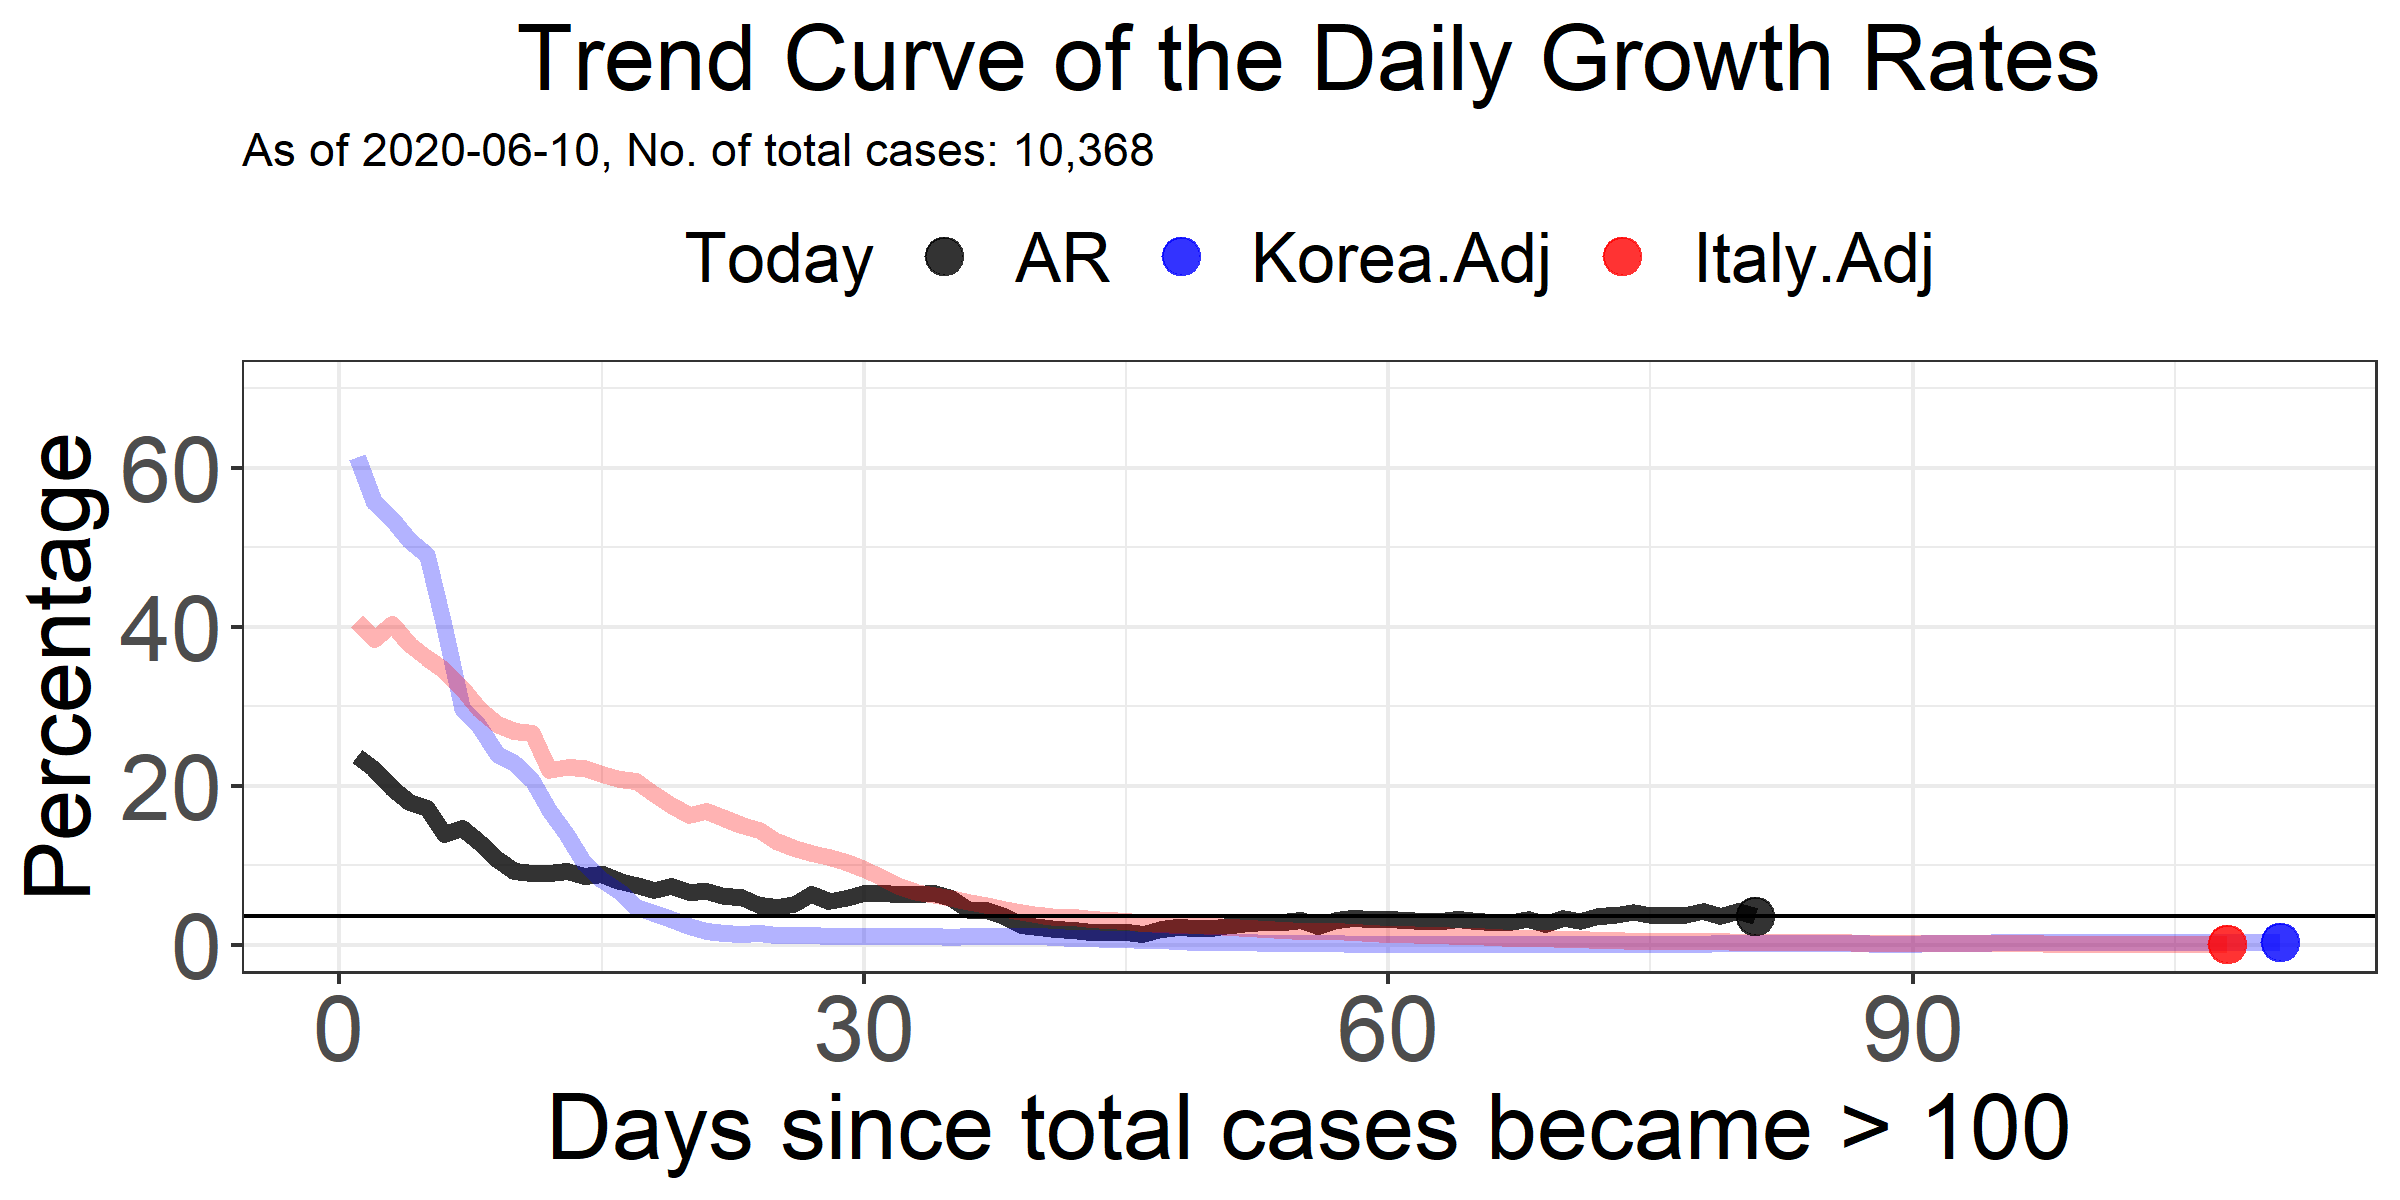 Trend Curve of the Daily Growth Rates
As of 2020-06-10, No. of total cases: 10,368
Today AR Korea.Adj Italy.Adj
Percentage
60
40
20
0
0 30 60 90
Days since total cases became > 100